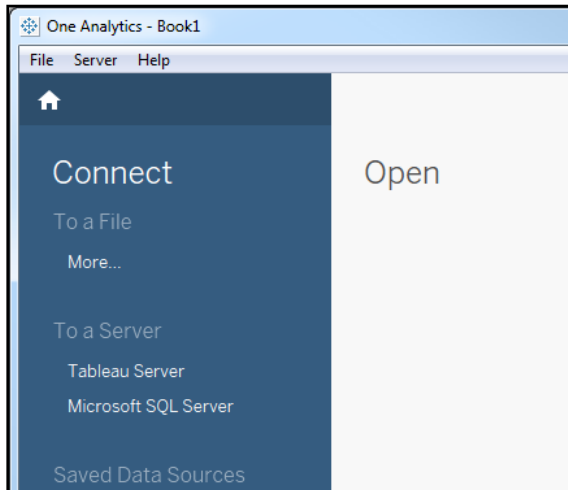 One Analytics - Book1
File Server Help
Connect
Open
To a File
More...
To a Server
Tableau Server
Microsoft SQL Server
Saved Data Sources